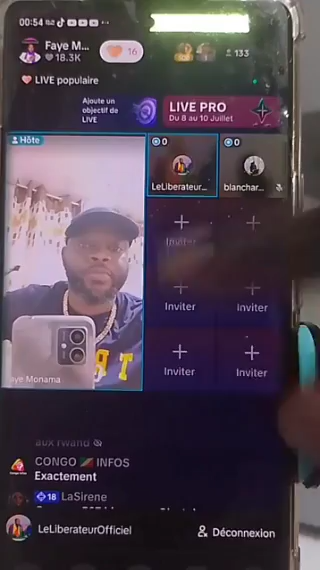 00:54
Faye M...
18.3K
16
133
LIVE populaire
Ajoute un
objectif de
LIVE
LIVE PRO
Du 8 au 10 Juillet
Hôte
0
0
LeLiberateur...
blanchar...
Inviter
Inviter
Inviter
Inviter
Inviter
aye Monama
CONGO 🇨🇬 INFOS
Exactement
18 LaSirene
LeLiberateurOfficiel
Déconnexion